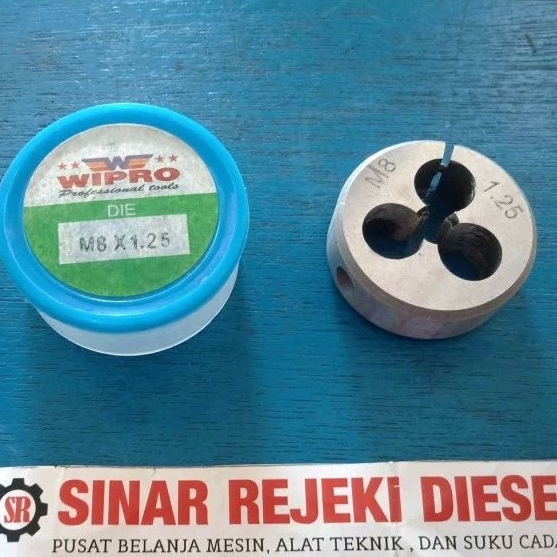 W
WIPRO
Professional tools
DIE
M8 X 1.25
M8
1.25
SR
SINAR REJEKi DIESE
PUSAT BELANJA MESIN, ALAT TEKNIK , DAN SUKU CAD